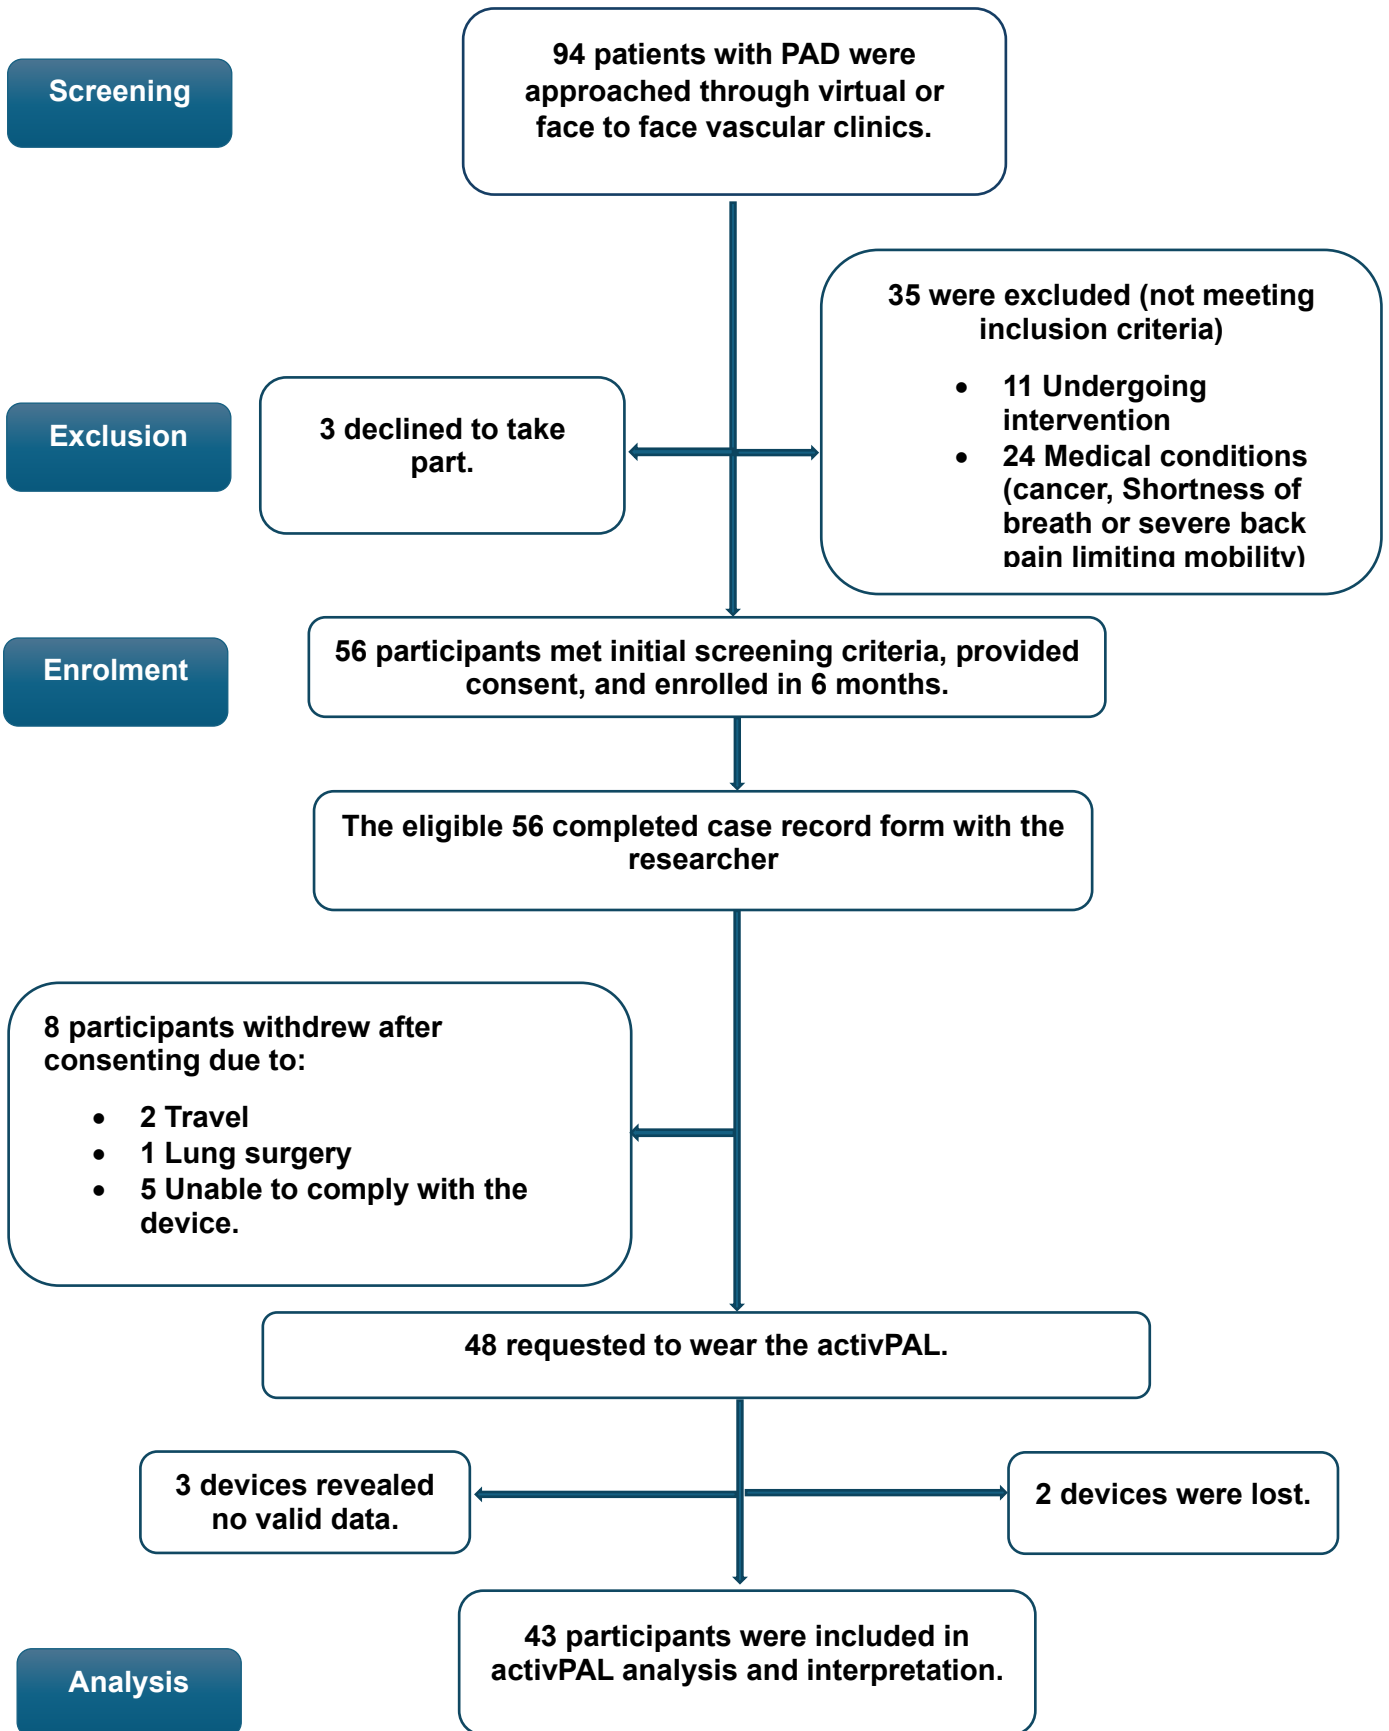 Screening
94 patients with PAD were
approached through virtual or
face to face vascular clinics.
35 were excluded (not meeting
inclusion criteria)
• 11 Undergoing
intervention
• 24 Medical conditions
(cancer, Shortness of
breath or severe back
pain limiting mobility)
Exclusion
3 declined to take
part.
Enrolment
56 participants met initial screening criteria, provided
consent, and enrolled in 6 months.
The eligible 56 completed case record form with the
researcher
8 participants withdrew after
consenting due to:
• 2 Travel
• 1 Lung surgery
• 5 Unable to comply with the
device.
48 requested to wear the activPAL.
3 devices revealed
no valid data.
2 devices were lost.
43 participants were included in
activPAL analysis and interpretation.
Analysis